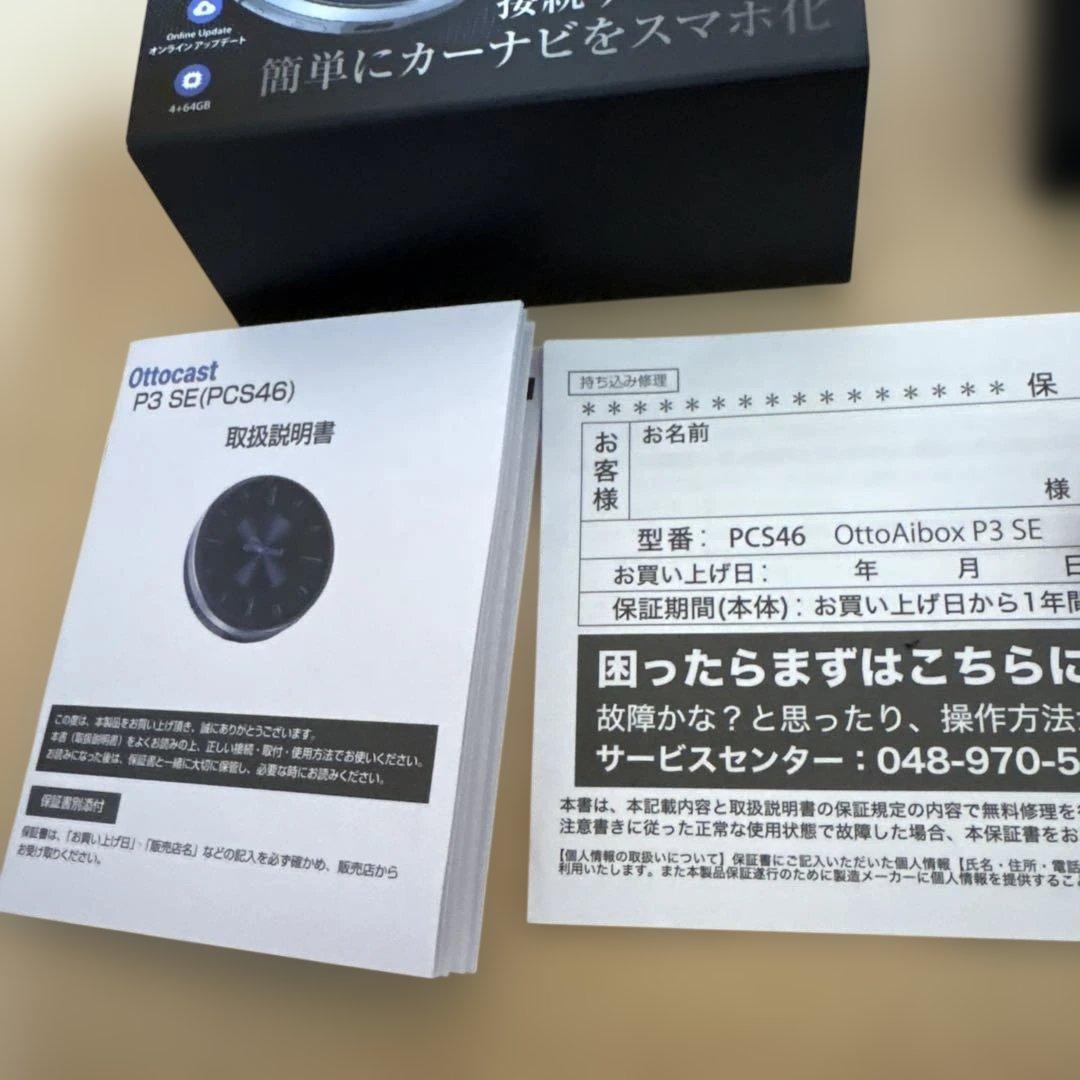 Online Update
オンラインアップデート
4+64GB
接続
簡単にカーナビをスマホ化
Ottocast
P3 SE(PCS46)
取扱説明書
この度は、本製品をお買い上げ頂き、誠にありがとうございます。
本書（取扱説明書）をよくお読みの上、正しい接続・取付・使用方法でお使いください。
お読みになった後は、保証書と一緒に大切に保管し、必要な時にお読みください。
保証書別添付
保証書は、「お買い上げ日」・「販売店名」などの記入を必ず確かめ、販売店から
お受け取りください。
持ち込み修理
＊＊＊＊＊＊＊＊＊＊＊＊＊＊＊＊＊ 保
お客様
お名前
様
型番： PCS46 OttoAibox P3 SE
お買い上げ日： 年 月 日
保証期間(本体)：お買い上げ日から1年間
困ったらまずはこちらに
故障かな？と思ったり、操作方法
サービスセンター：048-970-5
本書は、本記載内容と取扱説明書の保証規定の内容で無料修理を
注意書きに従った正常な使用状態で故障した場合、本保証書をお
【個人情報の取扱いについて】保証書にご記入いただいた個人情報【氏名・住所・電話
利用いたします。また本製品保証遂行のために製造メーカーに個人情報を提供するこ